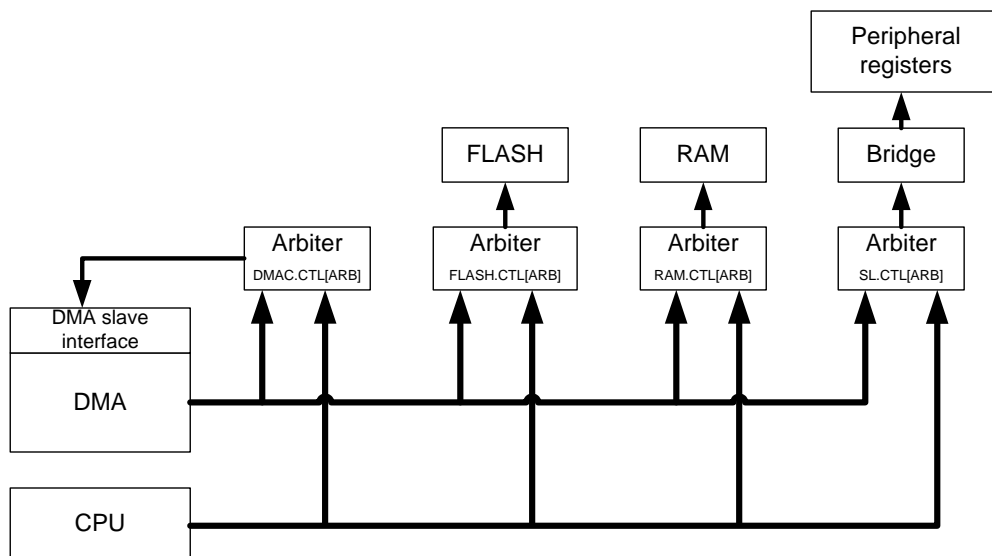 Peripheral
registers
FLASH
RAM
Bridge
Arbiter
DMAC.CTL[ARB]
Arbiter
FLASH.CTL[ARB]
Arbiter
RAM.CTL[ARB]
Arbiter
SL.CTL[ARB]
DMA slave
interface
DMA
CPU